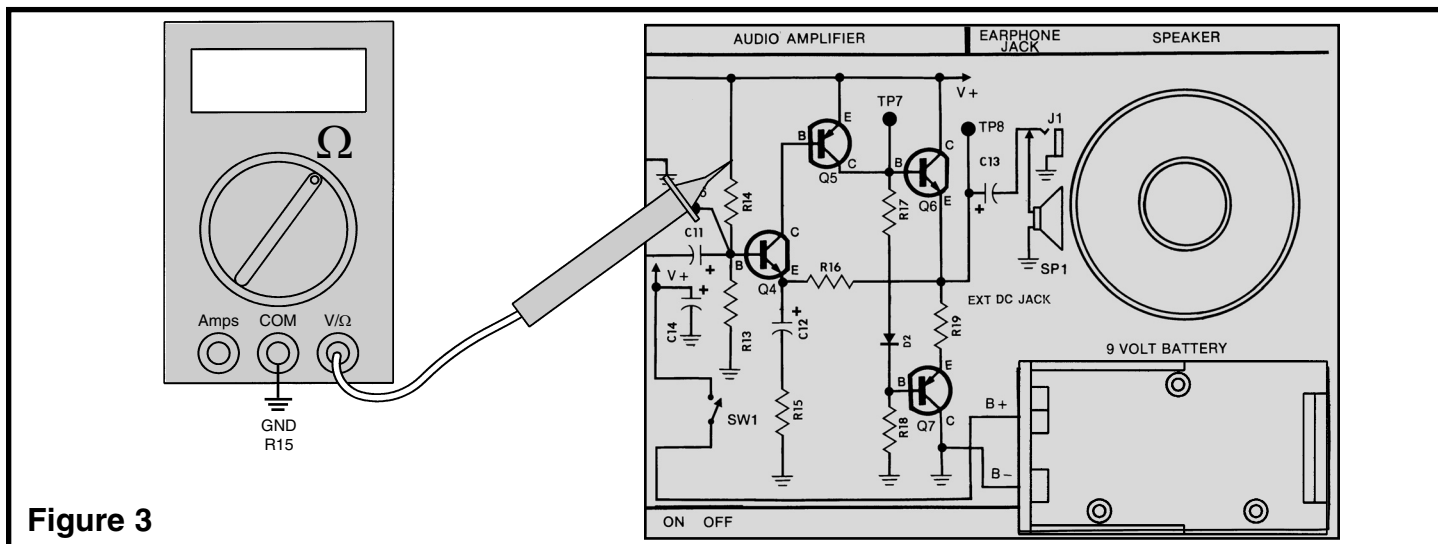 AUDIO AMPLIFIER
EARPHONE
JACK
SPEAKER
Ω
V+
TP7
TP8
J1
E
B
C
Q5
B
C
Q6
E
C13
+
R14
R17
C11
+
B
C
E
Q4
R16
SP1
V+
+
C14
R13
+
C12
EXT DC JACK
R19
D2
9 VOLT BATTERY
Amps
COM
V/Ω
SW1
R15
R18
B
E
Q7
C
B+
B-
GND
R15
Figure 3
ON OFF